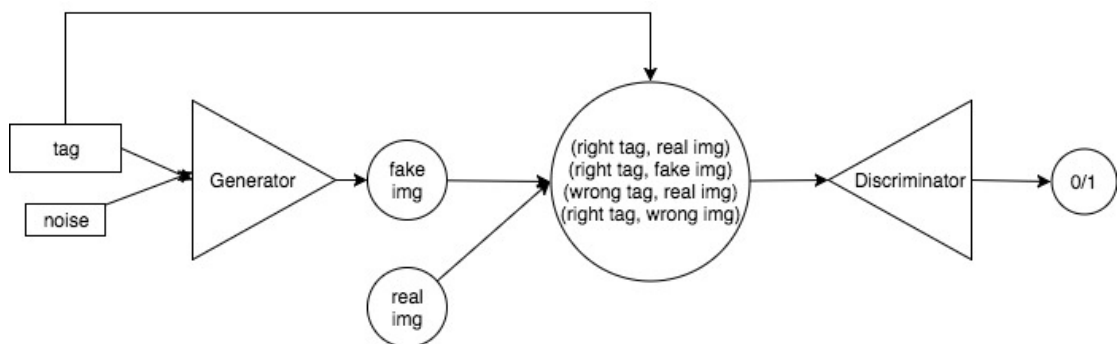 tag
noise
Generator
fake
img
real
img
(right tag, real img)
(right tag, fake img)
(wrong tag, real img)
(right tag, wrong img)
Discriminator
0/1